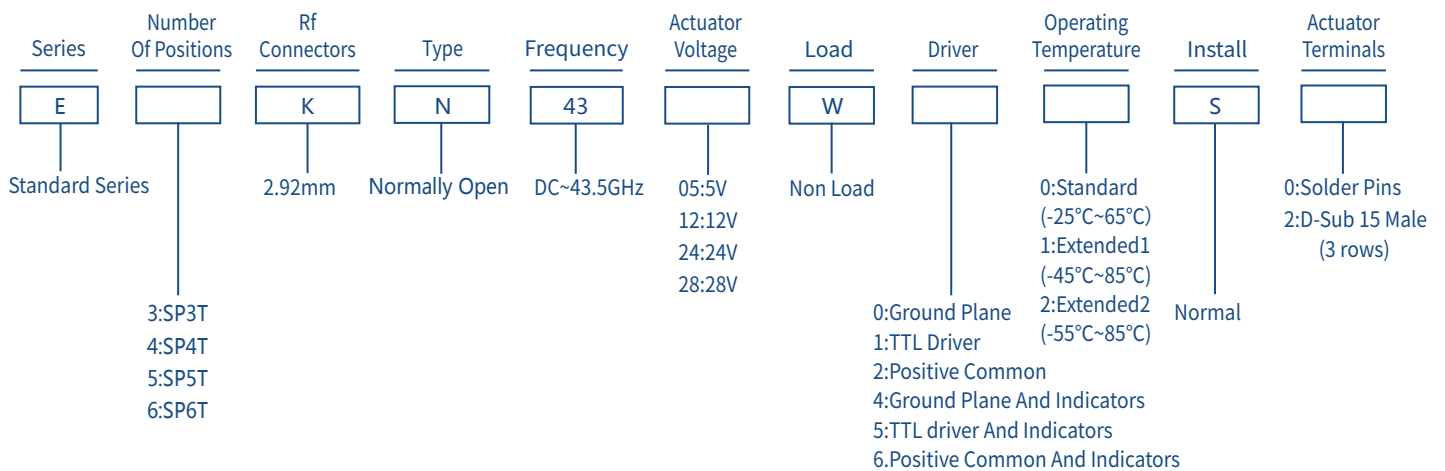 Series
Number
Of Positions
Rf
Connectors
Type
Frequency
Actuator
Voltage
Load
Driver
Operating
Temperature
Install
Actuator
Terminals
E
K
N
43
W
S
Standard Series
3:SP3T
4:SP4T
5:SP5T
6:SP6T
2.92mm
Normally Open
DC~43.5GHz
05:5V
12:12V
24:24V
28:28V
Non Load
0:Ground Plane
1:TTL Driver
2:Positive Common
4:Ground Plane And Indicators
5:TTL driver And Indicators
6.Positive Common And Indicators
0:Standard
(-25°C~65°C)
1:Extended1
(-45°C~85°C)
2:Extended2
(-55°C~85°C)
Normal
0:Solder Pins
2:D-Sub 15 Male
(3 rows)